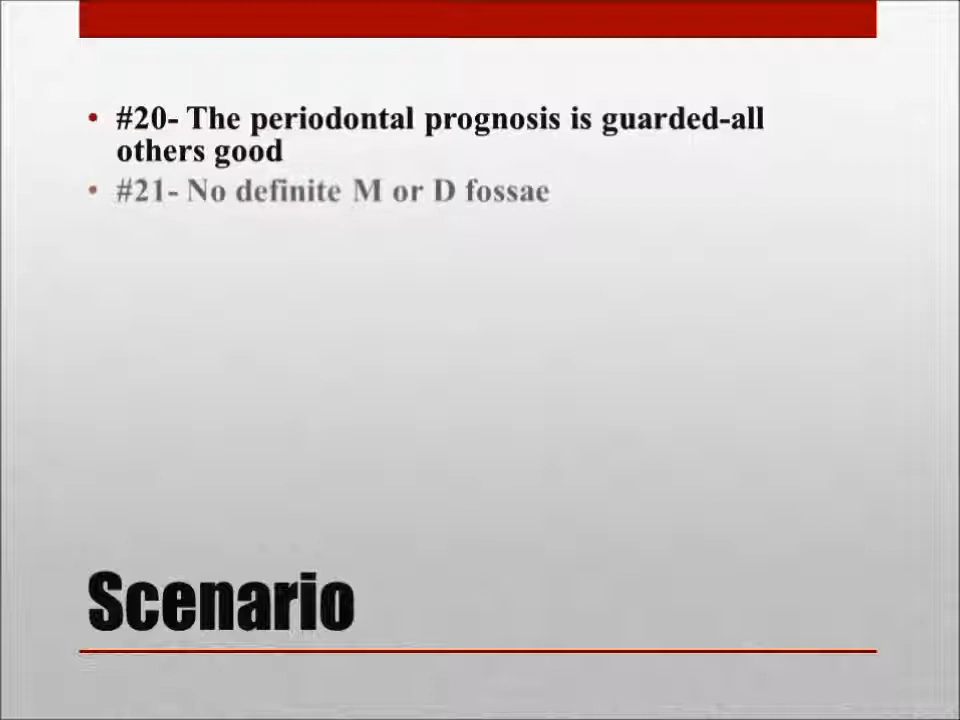 • #20- The periodontal prognosis is guarded-all
others good
• #21- No definite M or D fossae
Scenario